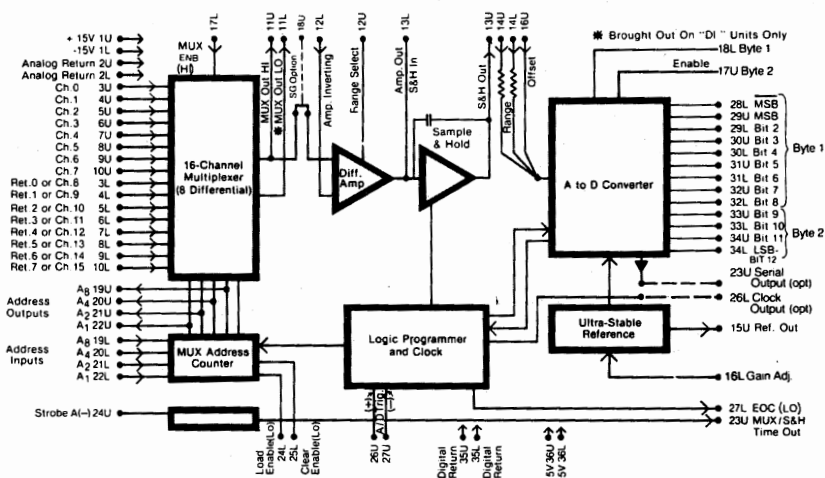 17L
11U
11L
18U
12L
12U
13L
13U
14U
14L
16U
✱ Brought Out On "DI" Units Only
18L Byte 1
Enable
17U Byte 2
+ 15V 1U
-15V 1L
Analog Return 2U
Analog Return 2L
Ch.0 3U
Ch.1 4U
Ch.2 5U
Ch.3 6U
Ch.4 7U
Ch.5 8U
Ch.6 9U
Ch.7 10U
Ret.0 or Ch.8 3L
Ret.1 or Ch.9 4L
Ret.2 or Ch.10 5L
Ret.3 or Ch.11 6L
Ret.4 or Ch.12 7L
Ret.5 or Ch.13 8L
Ret.6 or Ch.14 9L
Ret.7 or Ch.15 10L
MUX
ENB
(HI)
MUX Out HI
✱ MUX Out LO
SG Option
Amp. Inverting
Range Select
Amp. Out
S&H In
S&H Out
Range
Offset
16-Channel
Multiplexer
(8 Differential)
Diff.
Amp
Sample
& Hold
A to D Converter
28L MSB
29U MSB
29L Bit 2
30U Bit 3
30L Bit 4
31U Bit 5
31L Bit 6
32U Bit 7
32L Bit 8
Byte 1
33U Bit 9
33L Bit 10
34U Bit 11
34L LSB-
BIT 12
Byte 2
23U Serial
Output (opt)
26L Clock
Output (opt)
Address
Outputs
A8 19U
A4 20U
A2 21U
A1 22U
Address
Inputs
A8 19L
A4 20L
A2 21L
A1 22L
MUX Address
Counter
Logic Programmer
and Clock
Ultra-Stable
Reference
15U Ref. Out
16L Gain Adj.
Strobe A(−) 24U
27L EOC (LO)
23U MUX/S&H
Time Out
Load
Enable(Lo)
24L
25L
Clear
Enable(Lo)
(+)
A/D Trig.
(−)
26U
27U
Digital
Return
35U
35L
Digital
Return
5V 36U
5V 36L